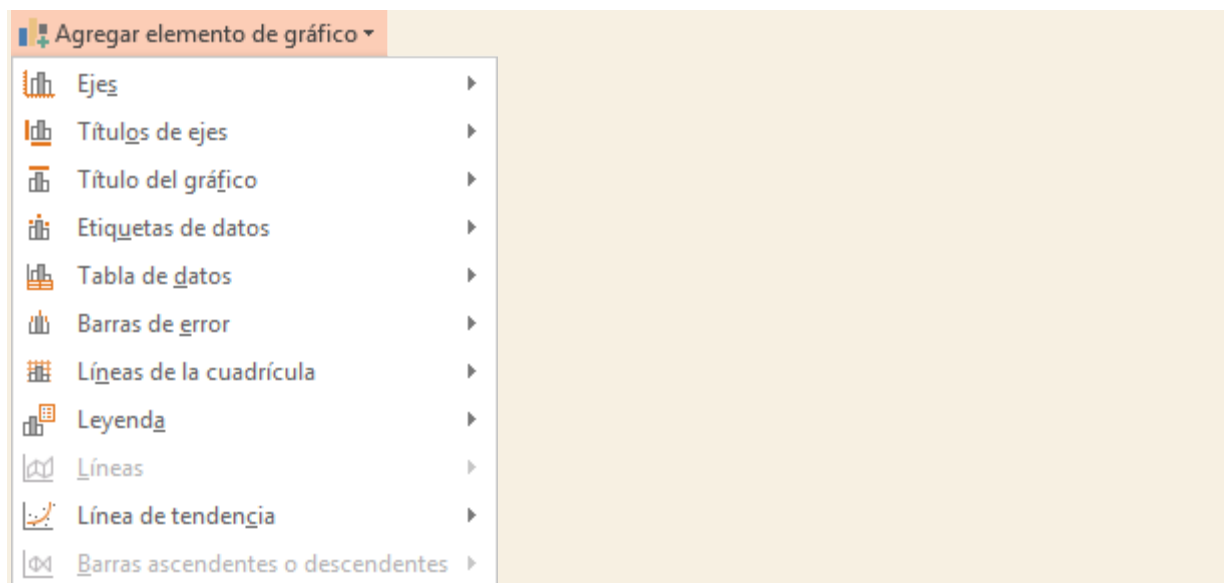 Agregar elemento de gráfico
Ejes
Títulos de ejes
Título del gráfico
Etiquetas de datos
Tabla de datos
Barras de error
Líneas de la cuadrícula
Leyenda
Líneas
Línea de tendencia
Barras ascendentes o descendentes